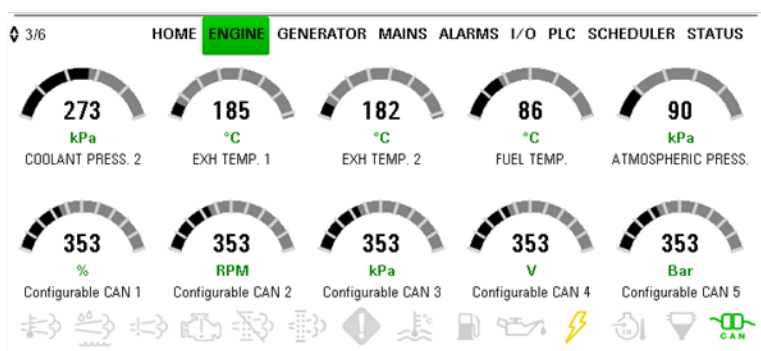 3/6 HOME ENGINE GENERATOR MAINS ALARMS I/O PLC SCHEDULER STATUS
273 185 182 86 90
kPa °C °C °C kPa
COOLANT PRESS. 2 EXH TEMP. 1 EXH TEMP. 2 FUEL TEMP. ATMOSPHERIC PRESS.
353 353 353 353 353
% RPM kPa V Bar
Configurable CAN 1 Configurable CAN 2 Configurable CAN 3 Configurable CAN 4 Configurable CAN 5
°C IN
CAN